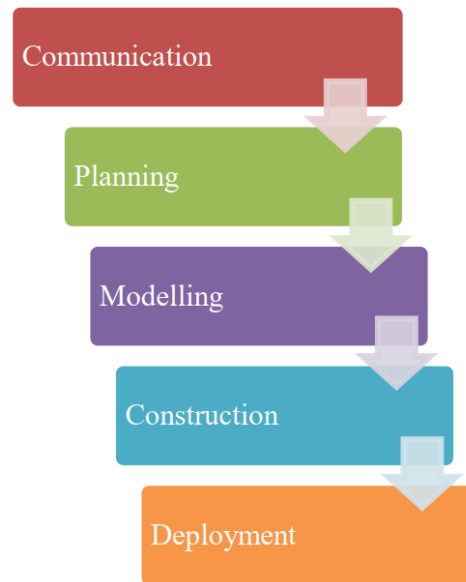 Communication
Planning
Modelling
Construction
Deployment